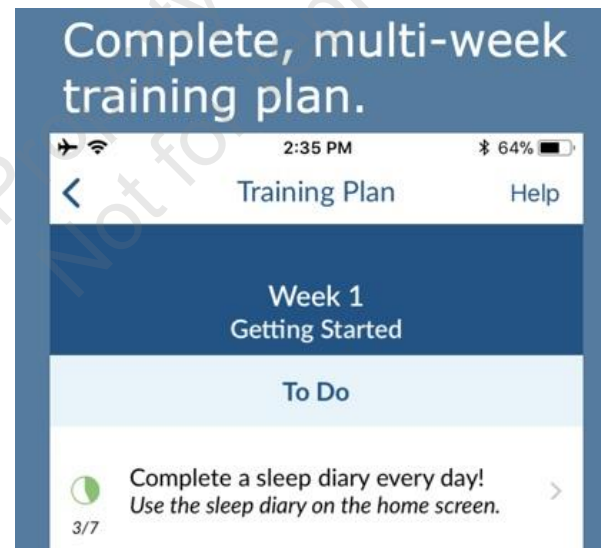 Complete, multi-week
training plan.
2:35 PM
64%
Training Plan
Help
Week 1
Getting Started
To Do
Complete a sleep diary every day!
Use the sleep diary on the home screen.
3/7